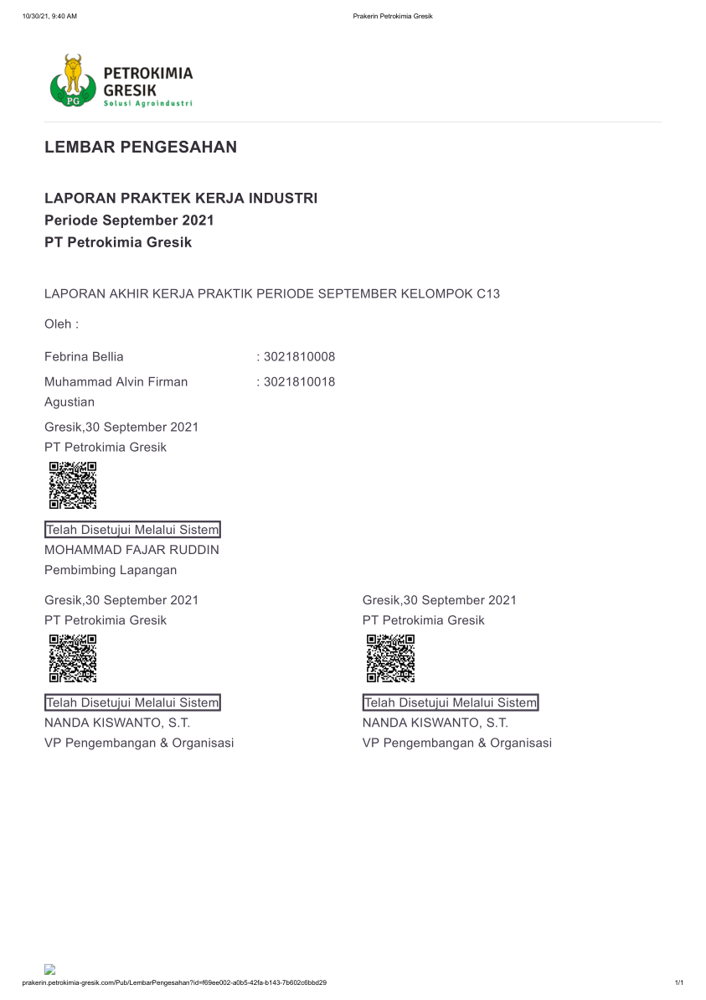 10/30/21, 9:40 AM
Prakerin Petrokimia Gresik
PETROKIMIA
GRESIK
Solusi Agroindustri
PG
LEMBAR PENGESAHAN
LAPORAN PRAKTEK KERJA INDUSTRI
Periode September 2021
PT Petrokimia Gresik
LAPORAN AKHIR KERJA PRAKTIK PERIODE SEPTEMBER KELOMPOK C13
Oleh :
Febrina Bellia : 3021810008
Muhammad Alvin Firman : 3021810018
Agustian
Gresik,30 September 2021
PT Petrokimia Gresik
Telah Disetujui Melalui Sistem
MOHAMMAD FAJAR RUDDIN
Pembimbing Lapangan
Gresik,30 September 2021 Gresik,30 September 2021
PT Petrokimia Gresik PT Petrokimia Gresik
Telah Disetujui Melalui Sistem Telah Disetujui Melalui Sistem
NANDA KISWANTO, S.T. NANDA KISWANTO, S.T.
VP Pengembangan & Organisasi VP Pengembangan & Organisasi
prakerin.petrokimia-gresik.com/Pub/LembarPengesahan?id=f69ee002-a0b5-42fa-b143-7b602c6bbd29
1/1